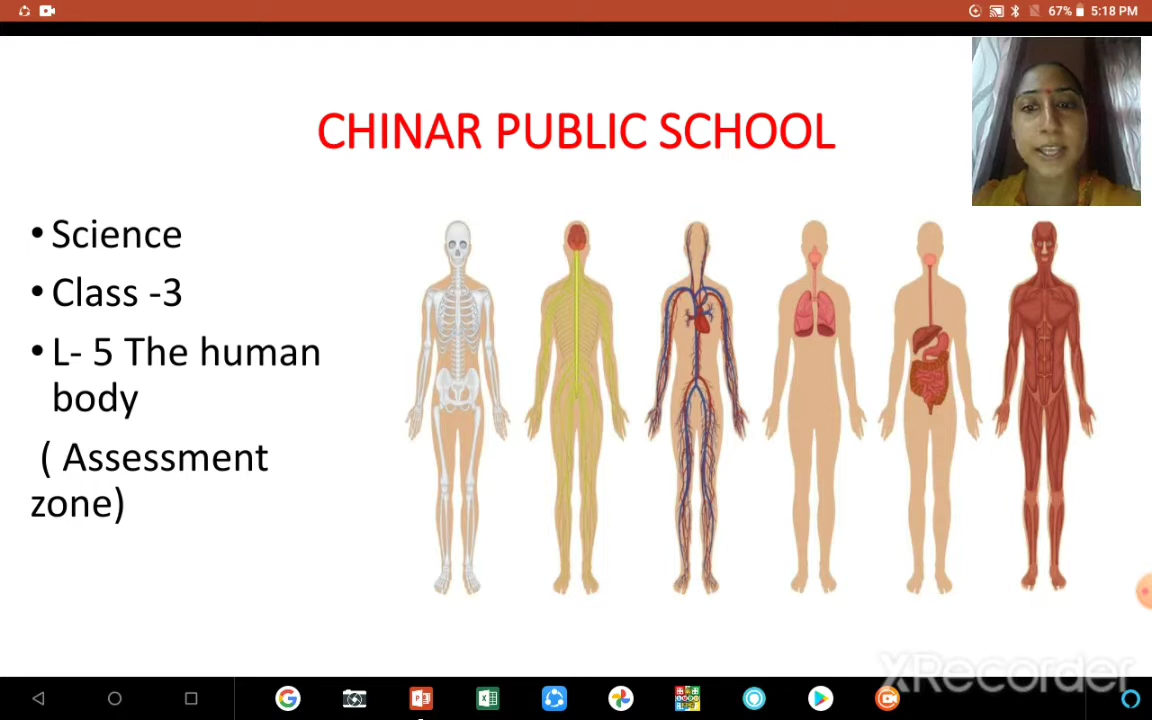 67% 5:18 PM
CHINAR PUBLIC SCHOOL
• Science
• Class -3
• L- 5 The human
body
( Assessment
zone)
XRecorder